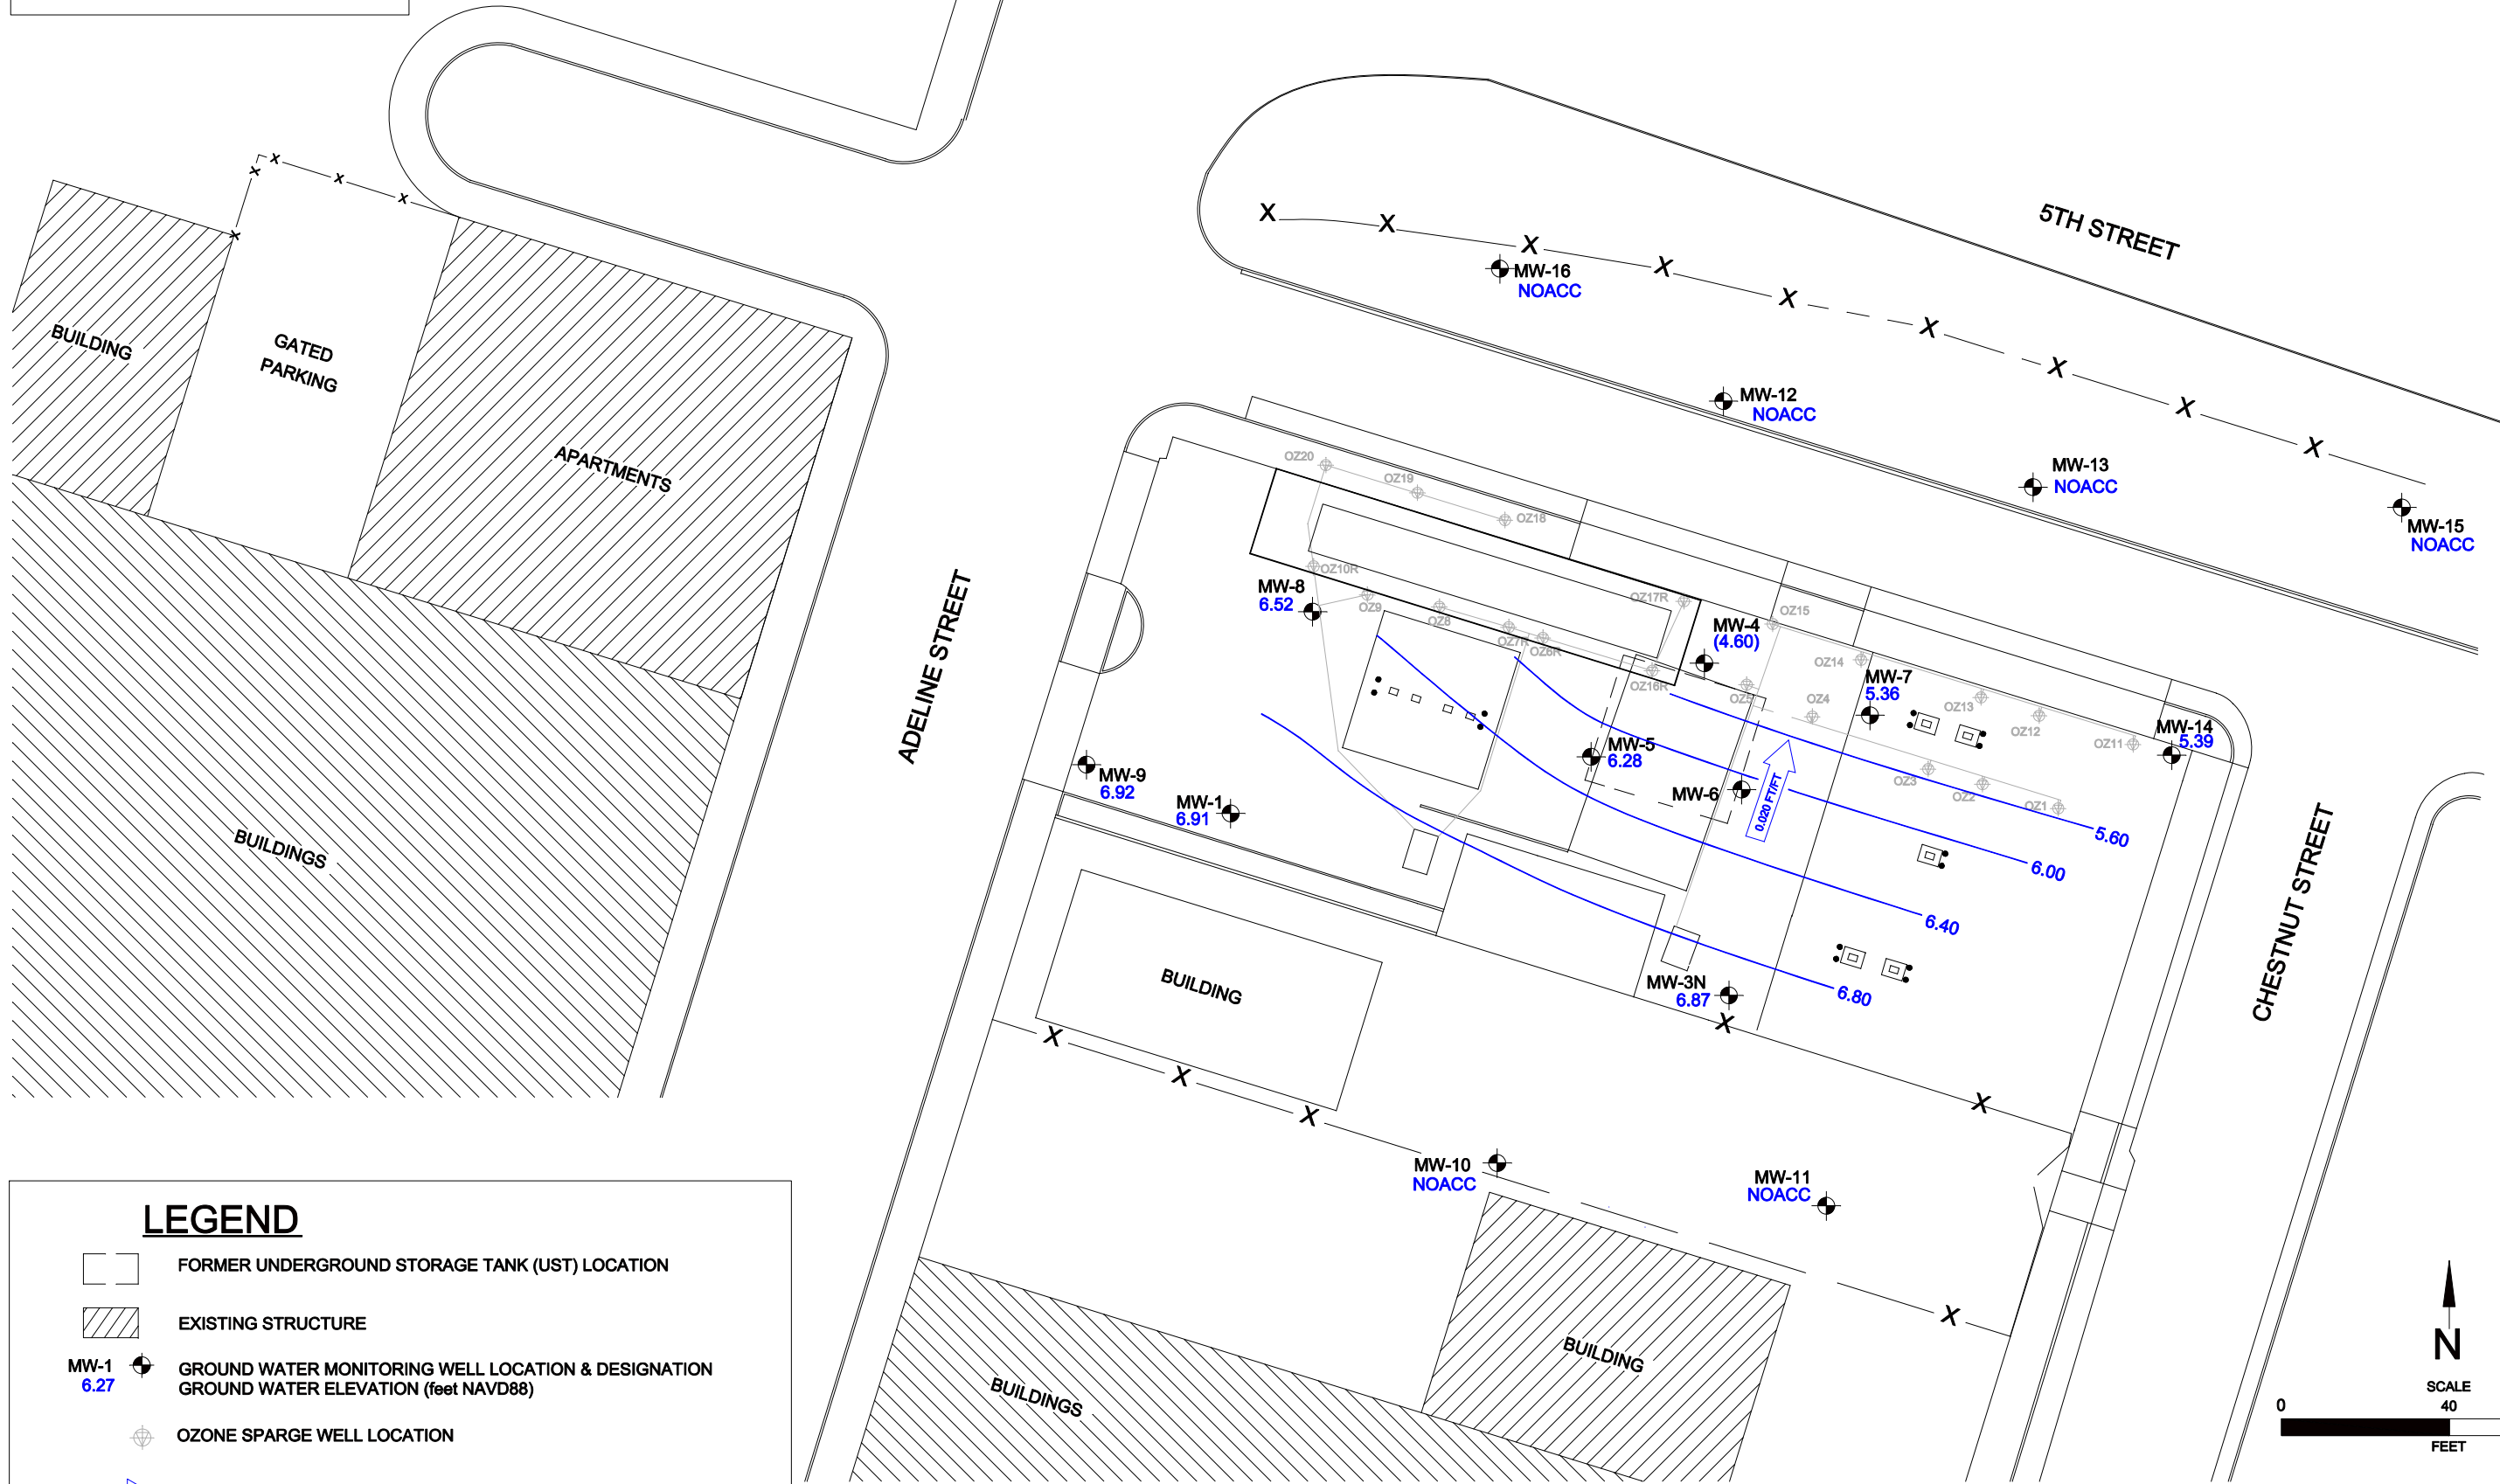 5TH STREET
MW-16
NOACC
BUILDING
GATED
PARKING
APARTMENTS
MW-12
NOACC
MW-13
NOACC
MW-15
NOACC
OZ20
OZ19
OZ18
OZ10R
MW-8
6.52
OZ9
OZ8
OZ7R
OZ6R
OZ17R
OZ16R
MW-4
(4.60)
OZ15
OZ14
OZ5
OZ4
MW-7
5.36
OZ13
OZ12
OZ11
MW-14
5.39
ADELINE STREET
MW-9
6.92
MW-1
6.91
MW-5
6.28
MW-6
0.020 FT/FT
OZ3
OZ2
OZ1
5.60
6.00
6.40
6.80
CHESTNUT STREET
BUILDINGS
BUILDING
MW-3N
6.87
X X X X X X X X X
x x x x x
X X X X X X
MW-10
NOACC
MW-11
NOACC
BUILDING
BUILDINGS
LEGEND
FORMER UNDERGROUND STORAGE TANK (UST) LOCATION
EXISTING STRUCTURE
MW-1
6.27
GROUND WATER MONITORING WELL LOCATION & DESIGNATION
GROUND WATER ELEVATION (feet NAVD88)
OZONE SPARGE WELL LOCATION
N
SCALE
0 40
FEET